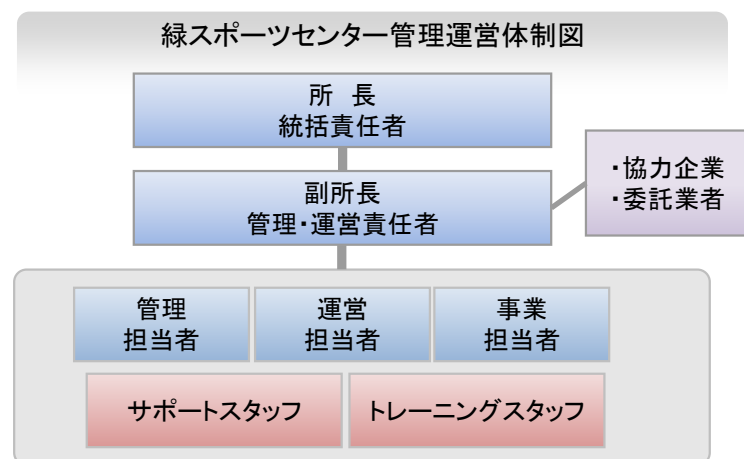 緑スポーツセンター管理運営体制図
所 長
統括責任者
副所長
管理・運営責任者
・協力企業
・委託業者
管理
担当者
運営
担当者
事業
担当者
サポートスタッフ
トレーニングスタッフ